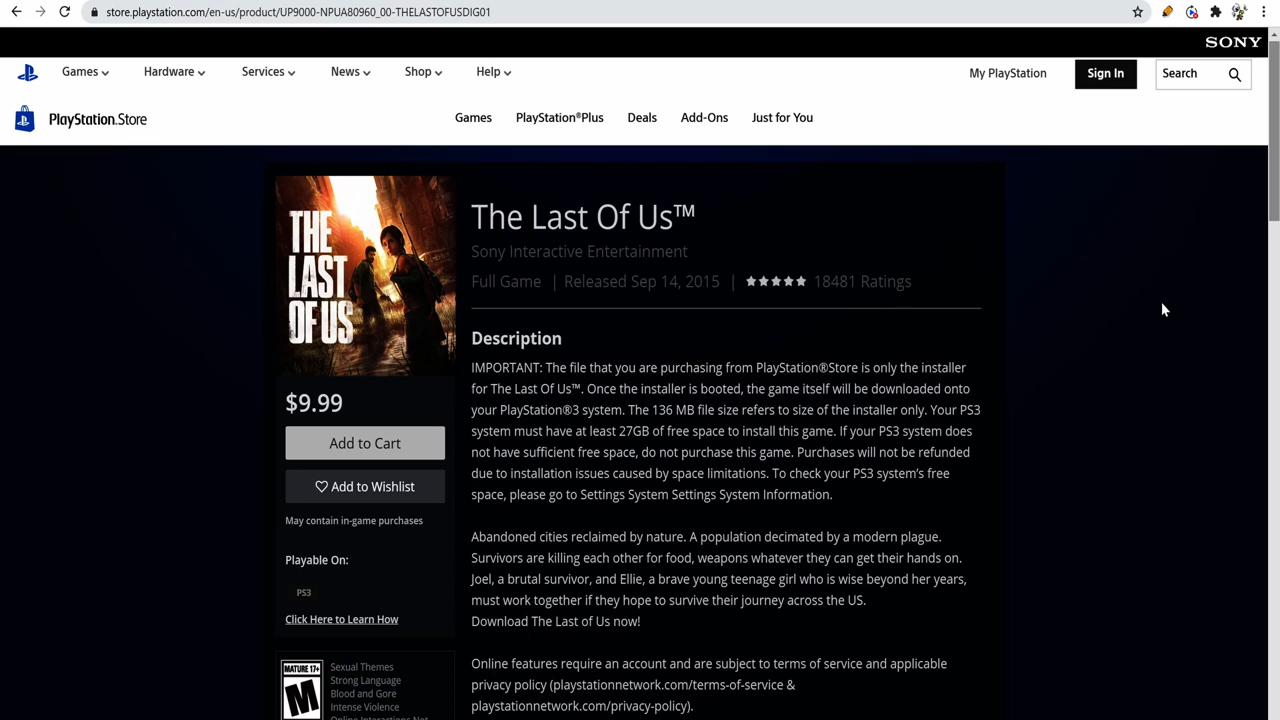 store.playstation.com/en-us/product/UP9000-NPUA80960_00-THELASTOFUSDIG01
SONY
Games Hardware Services News Shop Help
My PlayStation Sign In Search
PlayStation.Store
Games PlayStation®Plus Deals Add-Ons Just for You
THE
LAST
OF US
$9.99
Add to Cart
Add to Wishlist
May contain in-game purchases
Playable On:
PS3
Click Here to Learn How
MATURE 17+
M
Sexual Themes
Strong Language
Blood and Gore
Intense Violence
Online Interactions Not
The Last Of Us™
Sony Interactive Entertainment
Full Game | Released Sep 14, 2015 | ★★★★★ 18481 Ratings
Description
IMPORTANT: The file that you are purchasing from PlayStation®Store is only the installer
for The Last Of Us™. Once the installer is booted, the game itself will be downloaded onto
your PlayStation®3 system. The 136 MB file size refers to size of the installer only. Your PS3
system must have at least 27GB of free space to install this game. If your PS3 system does
not have sufficient free space, do not purchase this game. Purchases will not be refunded
due to installation issues caused by space limitations. To check your PS3 system's free
space, please go to Settings System Settings System Information.
Abandoned cities reclaimed by nature. A population decimated by a modern plague.
Survivors are killing each other for food, weapons whatever they can get their hands on.
Joel, a brutal survivor, and Ellie, a brave young teenage girl who is wise beyond her years,
must work together if they hope to survive their journey across the US.
Download The Last of Us now!
Online features require an account and are subject to terms of service and applicable
privacy policy (playstationnetwork.com/terms-of-service &
playstationnetwork.com/privacy-policy).